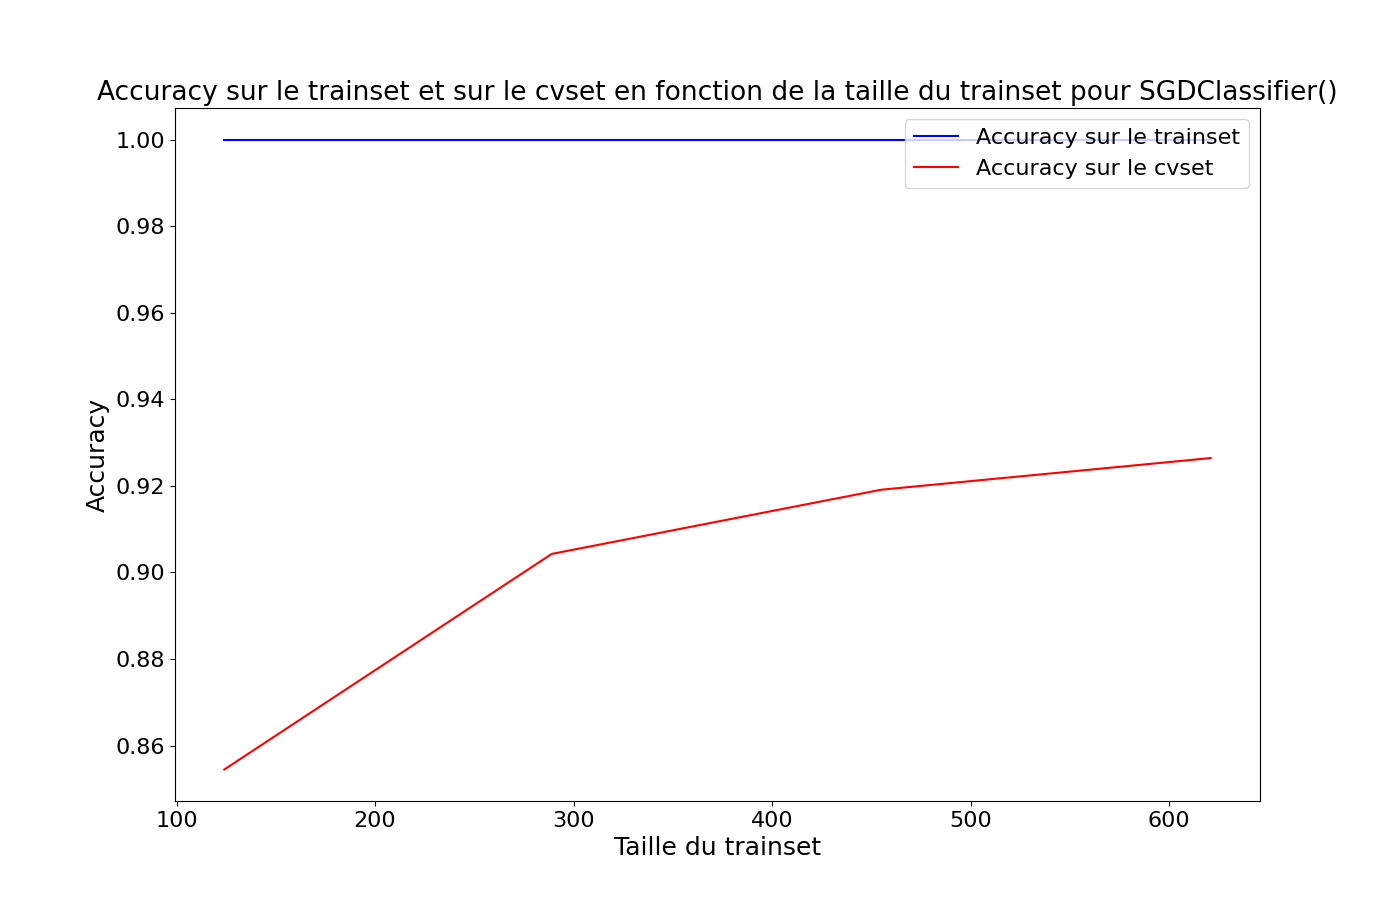 Accuracy sur le trainset et sur le cvset en fonction de la taille du trainset pour SGDClassifier()
Accuracy sur le trainset
Accuracy sur le cvset
1.00
0.98
0.96
0.94
0.92
0.90
0.88
0.86
Accuracy
100 200 300 400 500 600
Taille du trainset